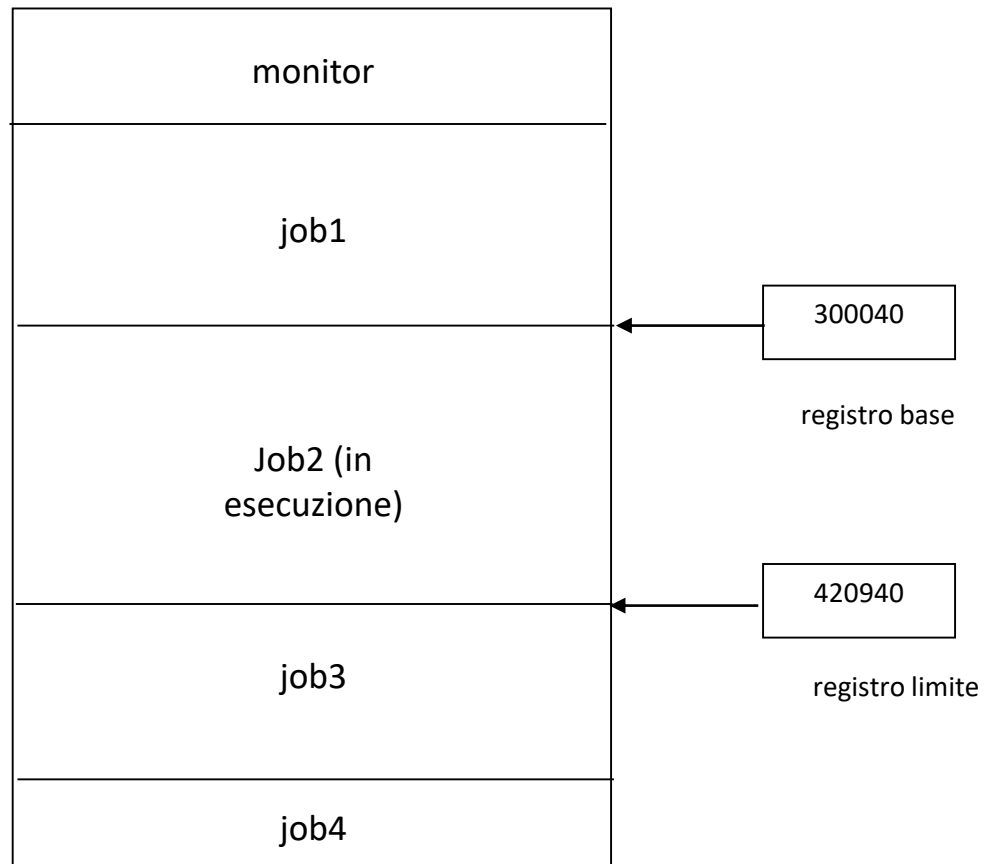 monitor
job1
300040
registro base
Job2 (in
esecuzione)
420940
registro limite
job3
job4